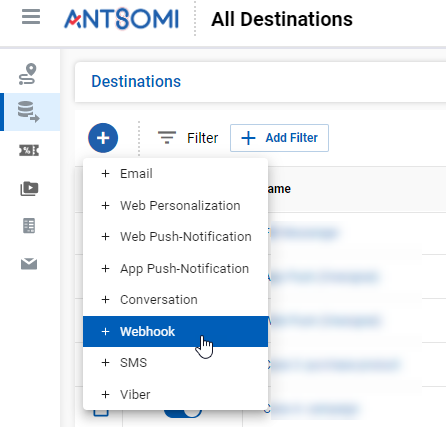 ANTSOMI
All Destinations
Destinations
+
Filter
+ Add Filter
+ Email
+ Web Personalization
+ Web Push-Notification
+ App Push-Notification
+ Conversation
+ Webhook
+ SMS
+ Viber
ame